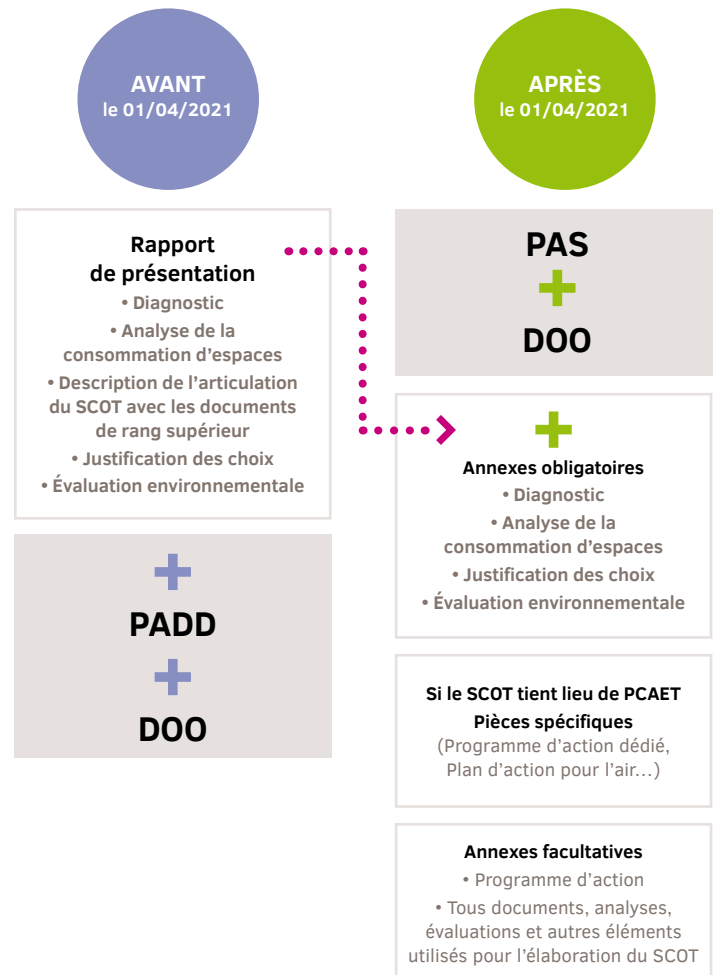 AVANT
le 01/04/2021
Rapport
de présentation
• Diagnostic
• Analyse de la
consommation d'espaces
• Description de l'articulation
du SCOT avec les documents
de rang supérieur
• Justification des choix
• Évaluation environnementale
+
PADD
+
DOO
APRÈS
le 01/04/2021
PAS
+
DOO
+
Annexes obligatoires
• Diagnostic
• Analyse de la
consommation d'espaces
• Justification des choix
• Évaluation environnementale
Si le SCOT tient lieu de PCAET
Pièces spécifiques
(Programme d'action dédié,
Plan d'action pour l'air...)
Annexes facultatives
• Programme d'action
• Tous documents, analyses,
évaluations et autres éléments
utilisés pour l'élaboration du SCOT